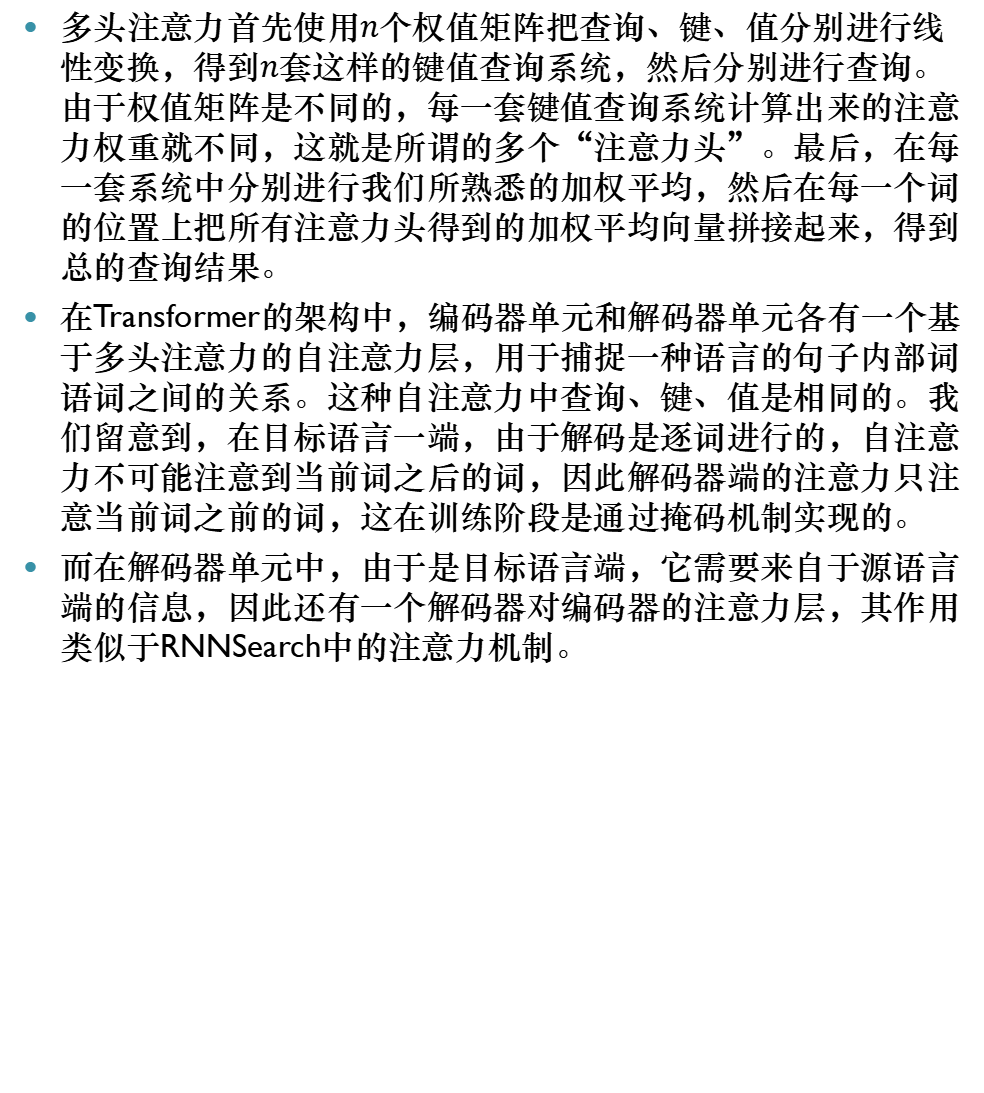 • 多头注意力首先使用n个权值矩阵把查询、键、值分别进行线
性变换，得到n套这样的键值查询系统，然后分别进行查询。
由于权值矩阵是不同的，每一套键值查询系统计算出来的注意
力权重就不同，这就是所谓的多个“注意力头”。最后，在每
一套系统中分别进行我们所熟悉的加权平均，然后在每一个词
的位置上把所有注意力头得到的加权平均向量拼接起来，得到
总的查询结果。
• 在Transformer的架构中，编码器单元和解码器单元各有一个基
于多头注意力的自注意力层，用于捕捉一种语言的句子内部词
语词之间的关系。这种自注意力中查询、键、值是相同的。我
们留意到，在目标语言一端，由于解码是逐词进行的，自注意
力不可能注意到当前词之后的词，因此解码器端的注意力只注
意当前词之前的词，这在训练阶段是通过掩码机制实现的。
• 而在解码器单元中，由于是目标语言端，它需要来自于源语言
端的信息，因此还有一个解码器对编码器的注意力层，其作用
类似于RNNSearch中的注意力机制。